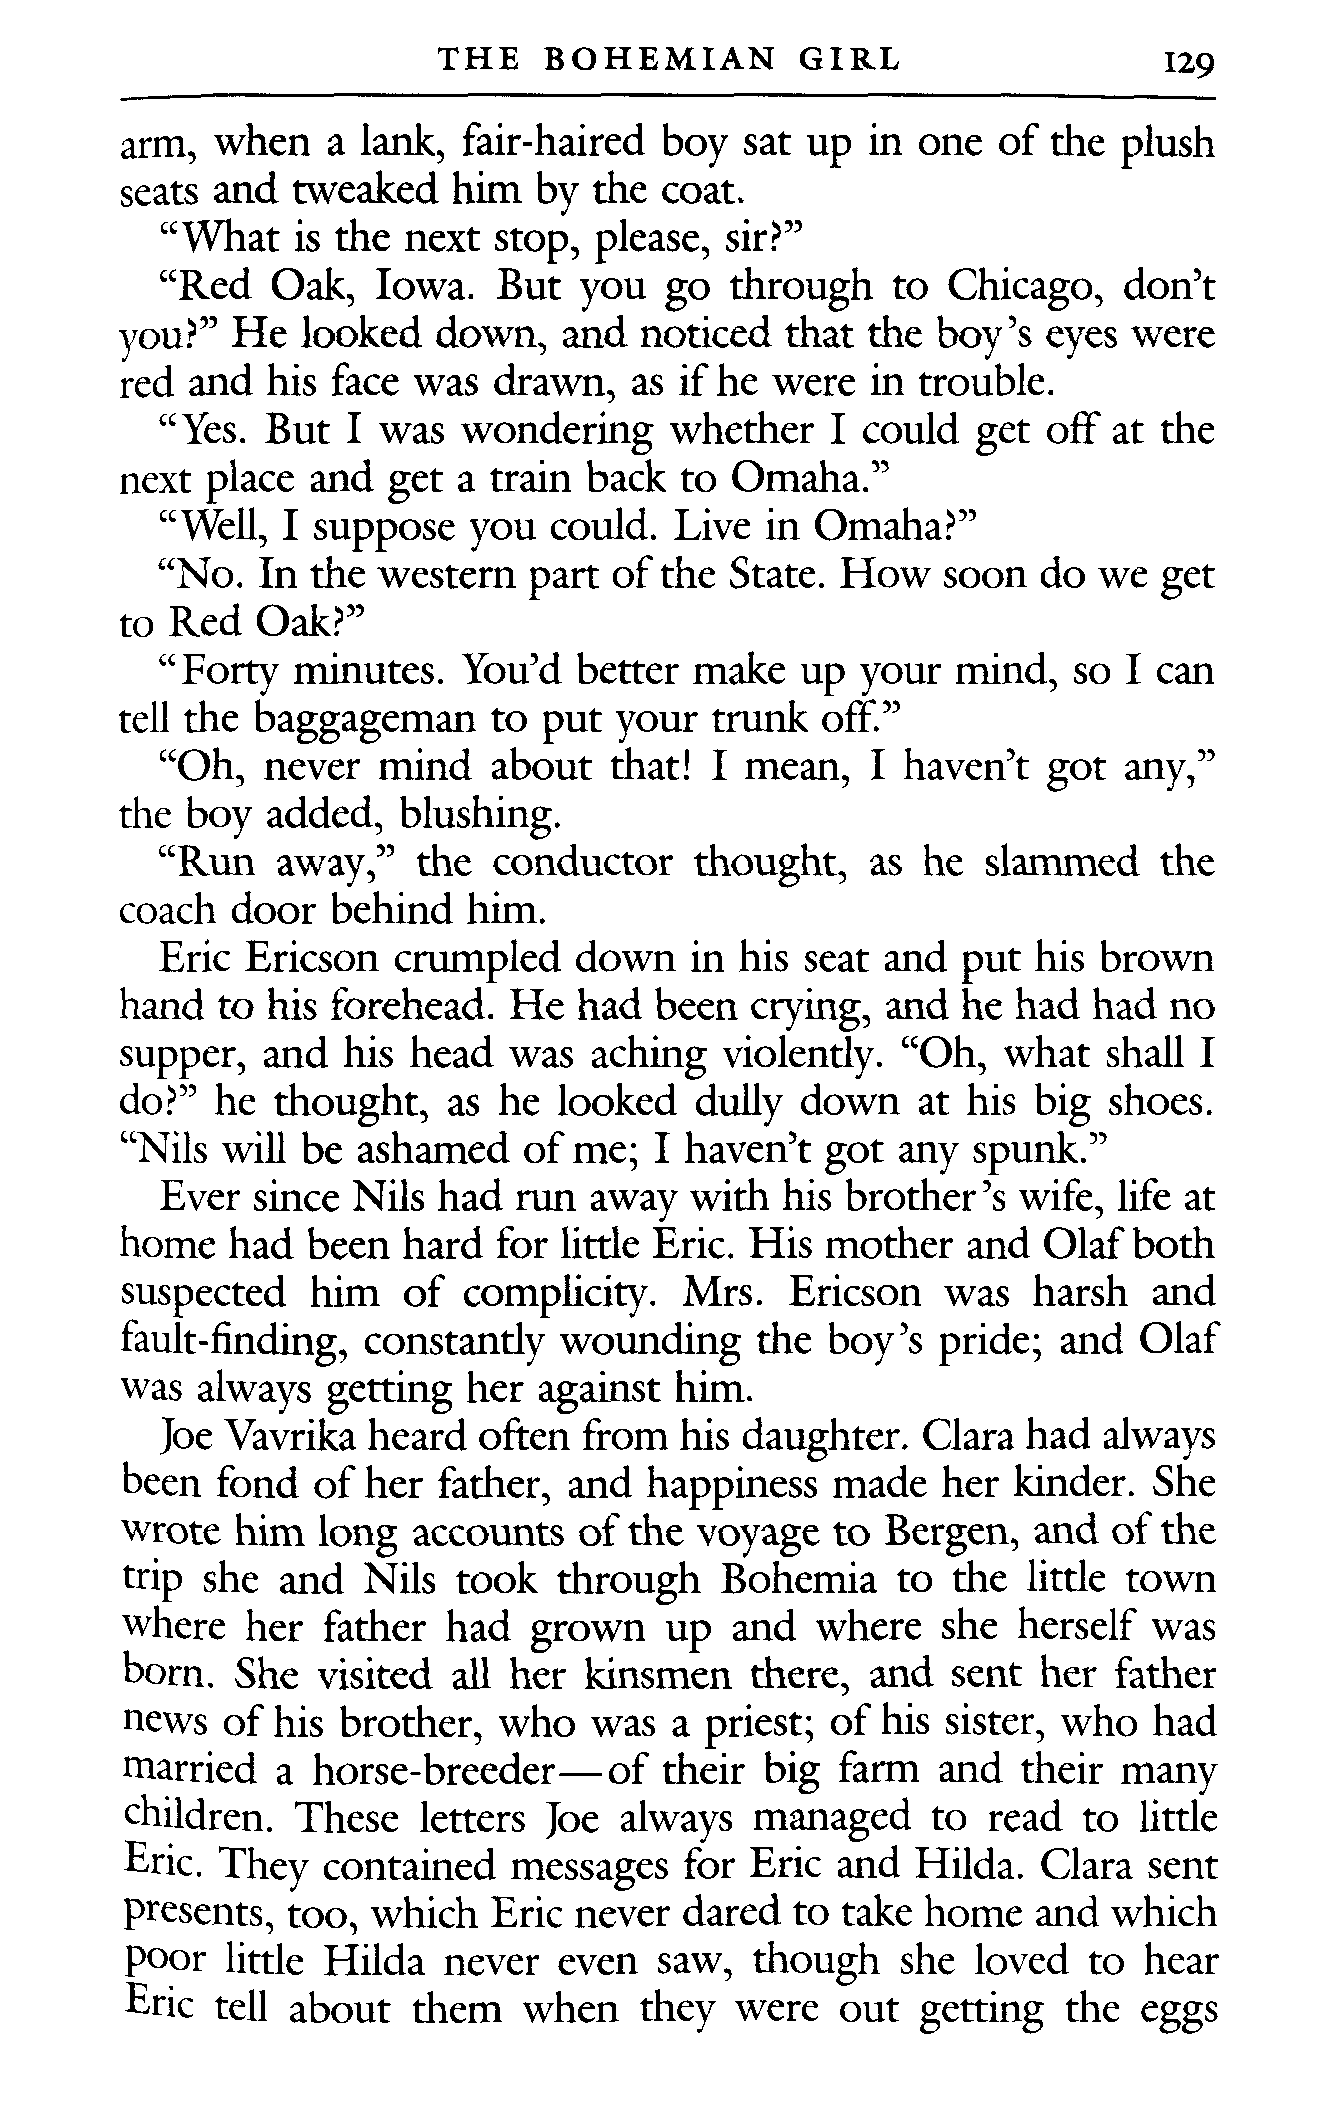 THE BOHEMIAN GIRL 129
arm, when a lank, fair-haired boy sat up in one of the plush
seats and tweaked him by the coat.
“What is the next stop, please, sir?”
“Red Oak, Iowa. But you go through to Chicago, don’t
you?” He looked down, and noticed that the boy’s eyes were
red and his face was drawn, as if he were in trouble.
“Yes. But I was wondering whether I could get off at the
next place and get a train back to Omaha.”
“Well, I suppose you could. Live in Omaha?”
“No. In the western part of the State. How soon do we get
to Red Oak?”
“Forty minutes. You’d better make up your mind, so I can
tell the baggageman to put your trunk off.”
“Oh, never mind about that! I mean, I haven’t got any,”
the boy added, blushing.
“Run away,” the conductor thought, as he slammed the
coach door behind him.
Eric Ericson crumpled down in his seat and put his brown
hand to his forehead. He had been crying, and he had had no
supper, and his head was aching violently. “Oh, what shall I
do?” he thought, as he looked dully down at his big shoes.
“Nils will be ashamed of me; I haven’t got any spunk.”
Ever since Nils had run away with his brother’s wife, life at
home had been hard for little Eric. His mother and Olaf both
suspected him of complicity. Mrs. Ericson was harsh and
fault-finding, constantly wounding the boy’s pride; and Olaf
was always getting her against him.
Joe Vavrika heard often from his daughter. Clara had always
been fond of her father, and happiness made her kinder. She
wrote him long accounts of the voyage to Bergen, and of the
trip she and Nils took through Bohemia to the little town
where her father had grown up and where she herself was
born. She visited all her kinsmen there, and sent her father
news of his brother, who was a priest; of his sister, who had
married a horse-breeder—of their big farm and their many
children. These letters Joe always managed to read to little
Eric. They contained messages for Eric and Hilda. Clara sent
presents, too, which Eric never dared to take home and which
poor little Hilda never even saw, though she loved to hear
Eric tell about them when they were out getting the eggs